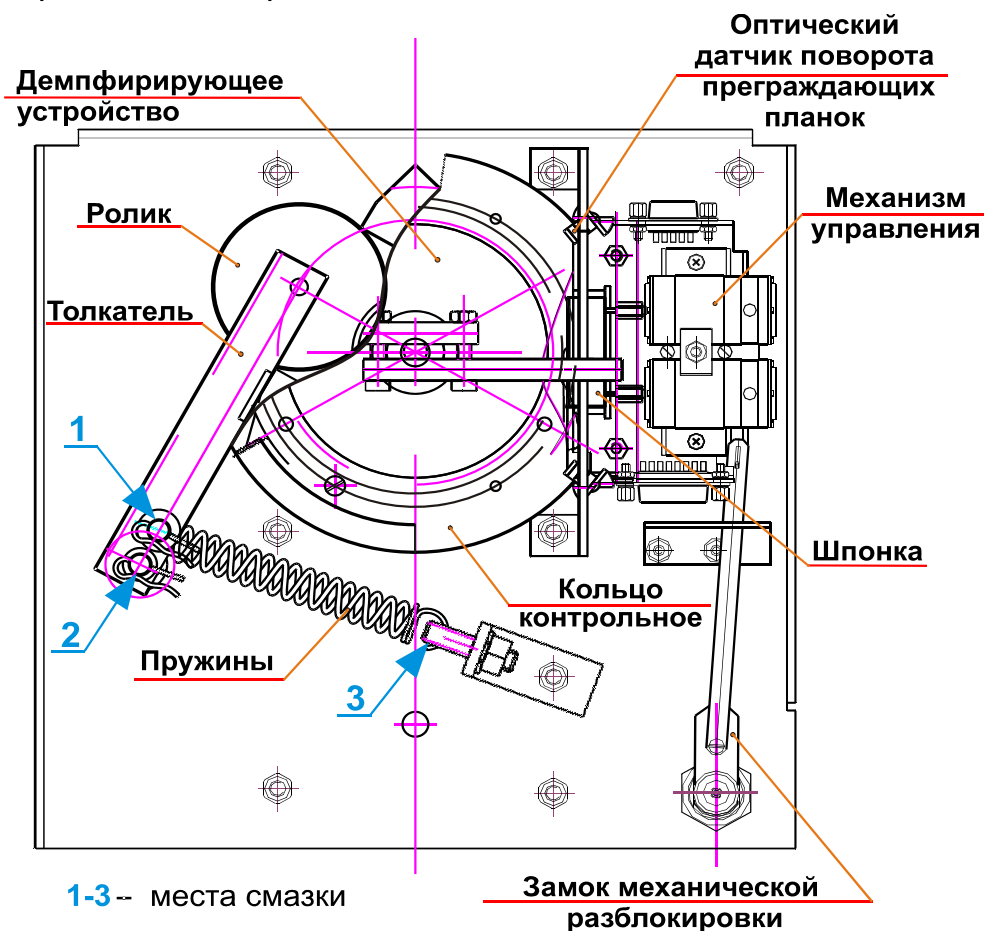 Оптический
датчик поворота
преграждающих
планок
Демпфирирующее
устройство
Механизм
управления
Ролик
Толкатель
1
Шпонка
Кольцо
контрольное
2
Пружины
3
1-3 - места смазки
Замок механической
разблокировки